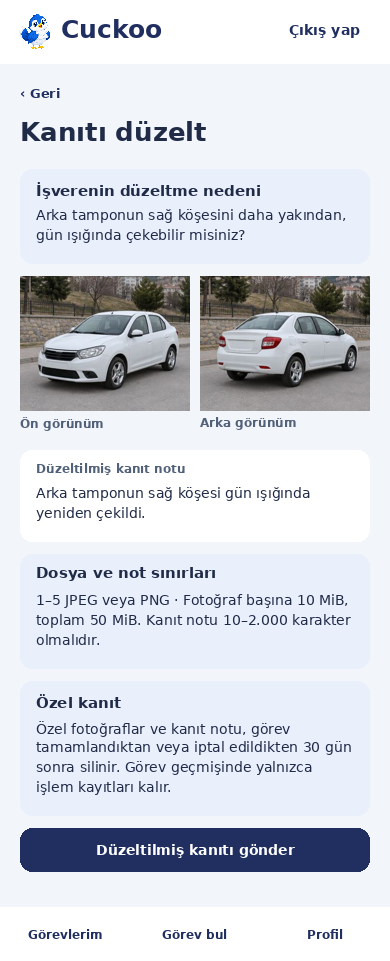 Cuckoo
Çıkış yap
‹ Geri
Kanıtı düzelt
İşverenin düzeltme nedeni
Arka tamponun sağ köşesini daha yakından,
gün ışığında çekebilir misiniz?
Ön görünüm
Arka görünüm
Düzeltilmiş kanıt notu
Arka tamponun sağ köşesi gün ışığında
yeniden çekildi.
Dosya ve not sınırları
1–5 JPEG veya PNG · Fotoğraf başına 10 MiB,
toplam 50 MiB. Kanıt notu 10–2.000 karakter
olmalıdır.
Özel kanıt
Özel fotoğraflar ve kanıt notu, görev
tamamlandıktan veya iptal edildikten 30 gün
sonra silinir. Görev geçmişinde yalnızca
işlem kayıtları kalır.
Düzeltilmiş kanıtı gönder
Görevlerim
Görev bul
Profil